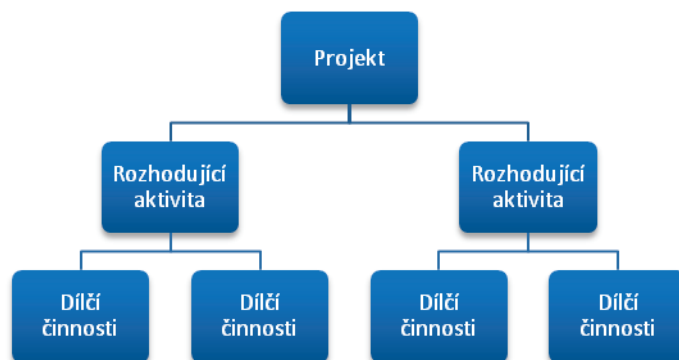 Projekt
Rozhodující
aktivita
Rozhodující
aktivita
Dílčí
činnosti
Dílčí
činnosti
Dílčí
činnosti
Dílčí
činnosti